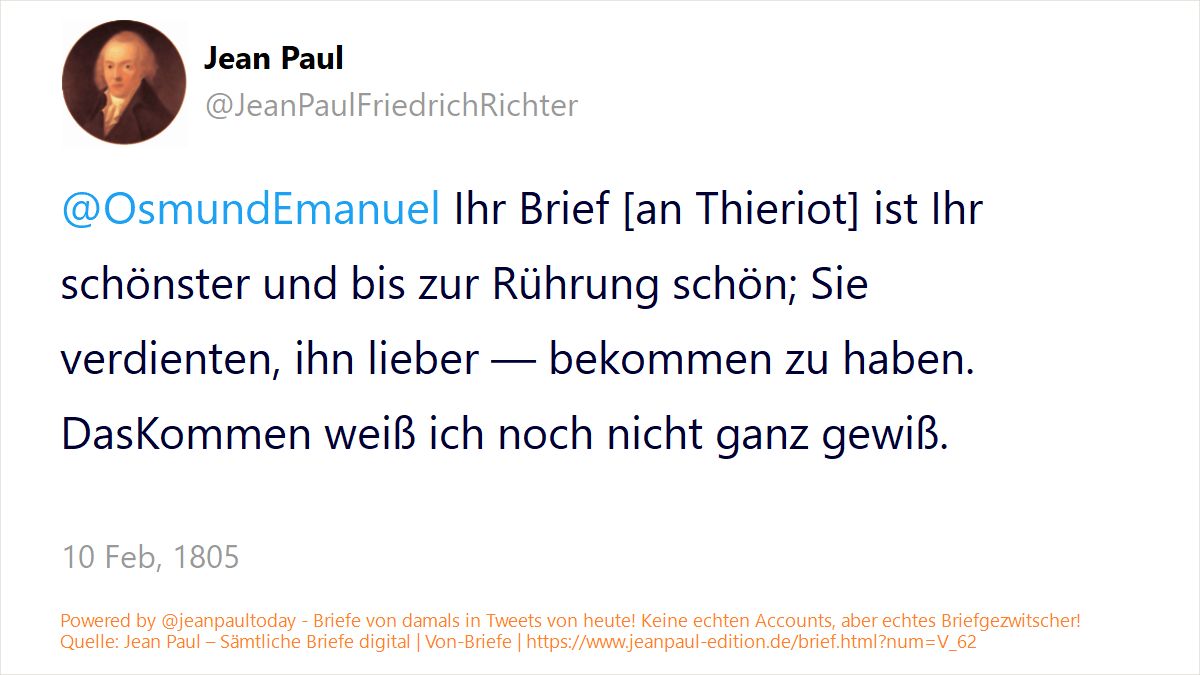 Jean Paul
@JeanPaulFriedrichRichter
@OsmundEmanuel Ihr Brief [an Thieriot] ist Ihr
schönster und bis zur Rührung schön; Sie
verdienten, ihn lieber — bekommen zu haben.
DasKommen weiß ich noch nicht ganz gewiß.
10 Feb, 1805
Powered by @jeanpaultoday - Briefe von damals in Tweets von heute! Keine echten Accounts, aber echtes Briefgezwitscher!
Quelle: Jean Paul – Sämtliche Briefe digital | Von-Briefe | https://www.jeanpaul-edition.de/brief.html?num=V_62